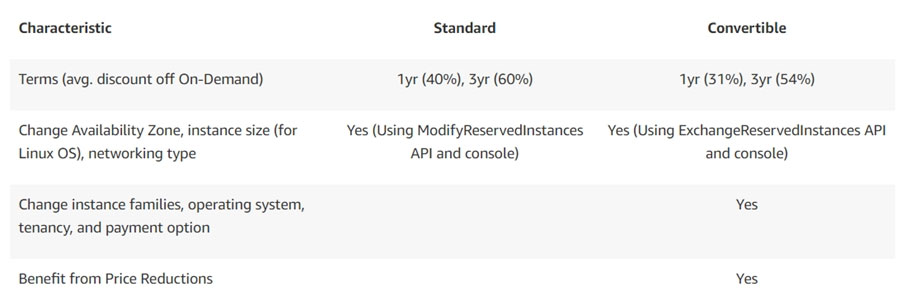 Characteristic Standard Convertible
Terms (avg. discount off On-Demand) 1yr (40%), 3yr (60%) 1yr (31%), 3yr (54%)
Change Availability Zone, instance size (for Yes (Using ModifyReservedInstances Yes (Using ExchangeReservedInstances API
Linux OS), networking type API and console) and console)
Change instance families, operating system, Yes
tenancy, and payment option
Benefit from Price Reductions Yes